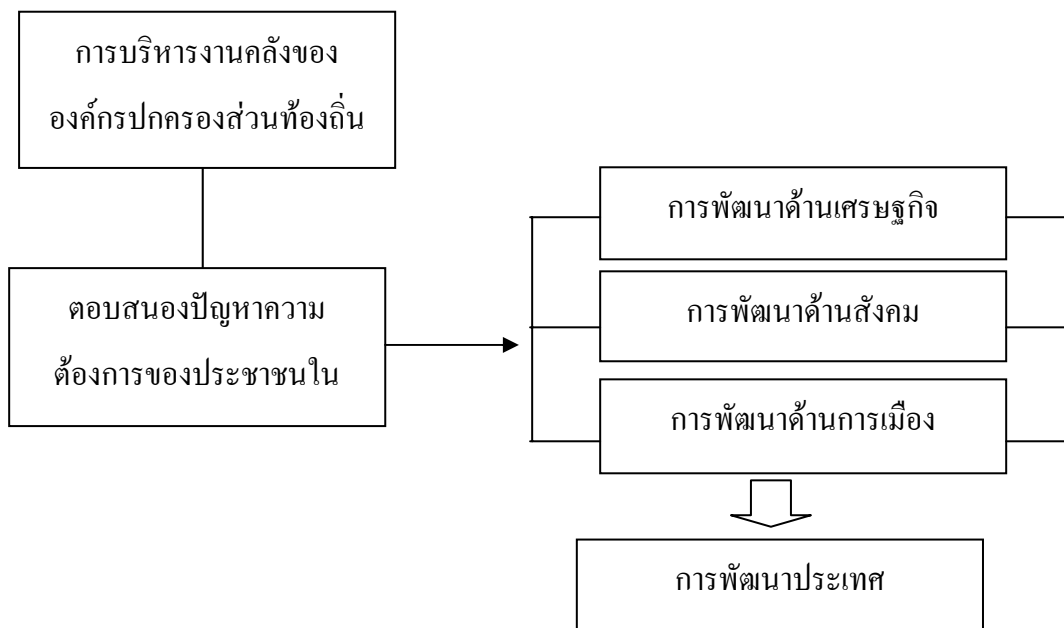 การบริหารงานคลังของ
องค์กรปกครองส่วนท้องถิ่น
ตอบสนองปัญหาความ
ต้องการของประชาชนใน
การพัฒนาด้านเศรษฐกิจ
การพัฒนาด้านสังคม
การพัฒนาด้านการเมือง
การพัฒนาประเทศ